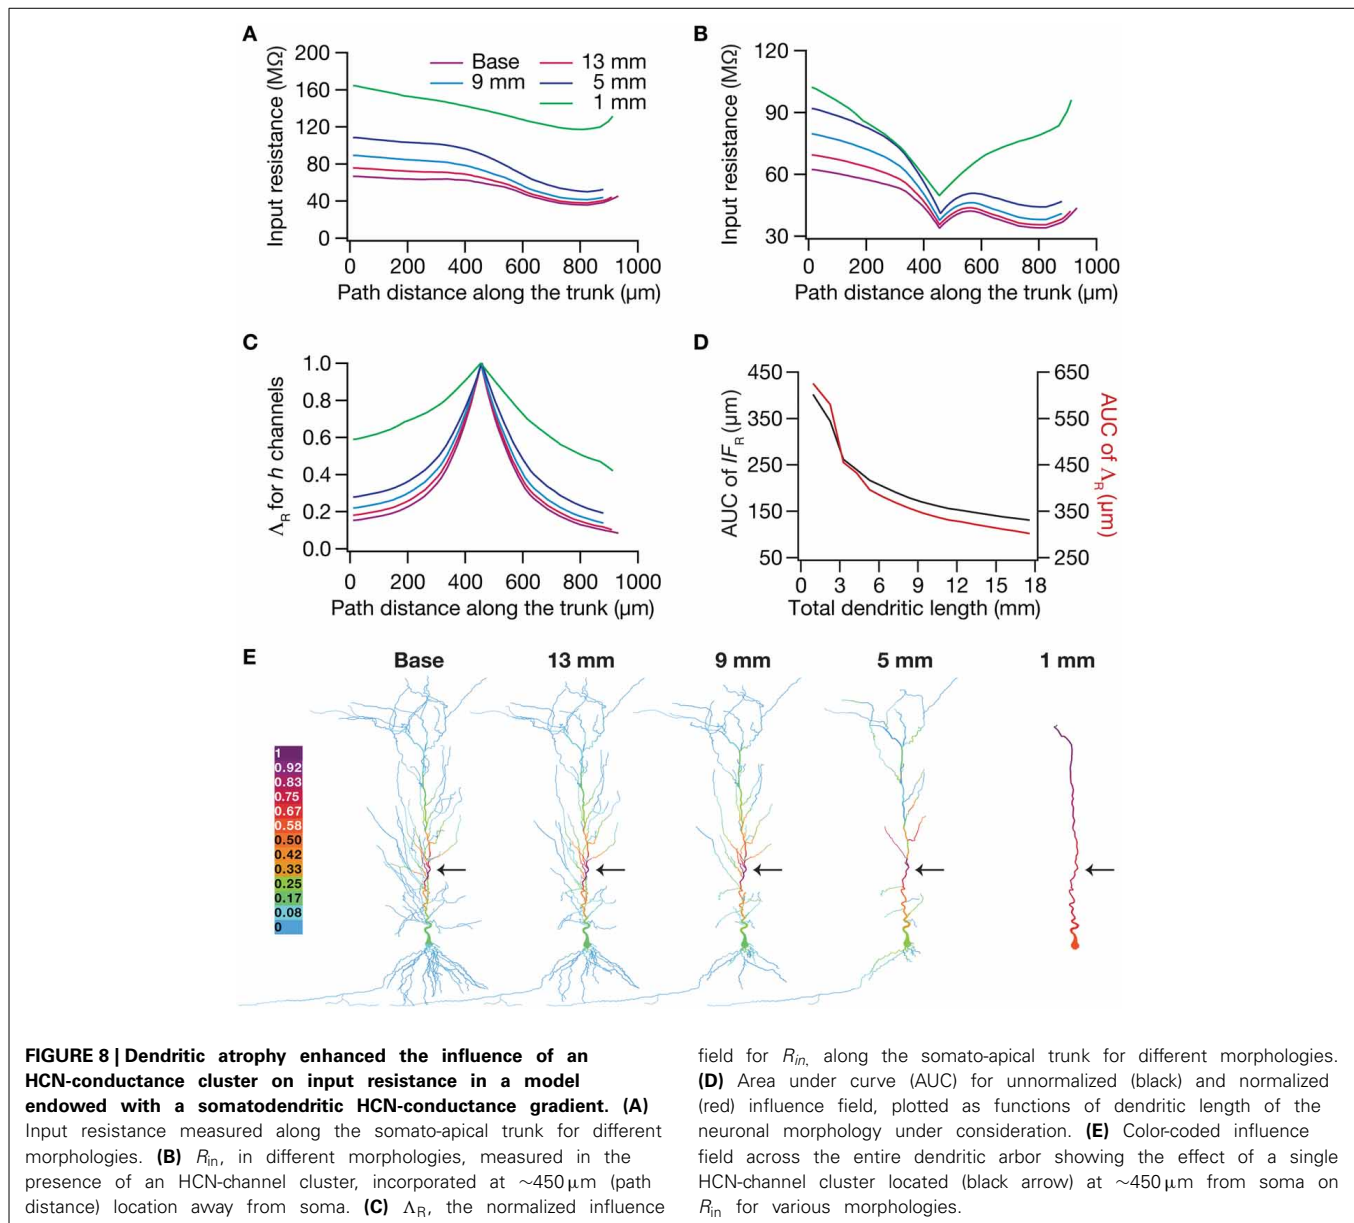 A
Input resistance (MΩ)
200
160
120
80
40
0
Base
13 mm
9 mm
5 mm
1 mm
0 200 400 600 800 1000
Path distance along the trunk (µm)
B
Input resistance (MΩ)
120
90
60
30
0 200 400 600 800 1000
Path distance along the trunk (µm)
C
ΛR for h channels
1.0
0.8
0.6
0.4
0.2
0.0
0 200 400 600 800 1000
Path distance along the trunk (µm)
D
AUC of IFR (µm)
450
350
250
150
50
650
550
450
350
250
AUC of ΛR (µm)
0 3 6 9 12 15 18
Total dendritic length (mm)
E
Base 13 mm 9 mm 5 mm 1 mm
1
0.92
0.83
0.75
0.67
0.58
0.50
0.42
0.33
0.25
0.17
0.08
0
FIGURE 8 | Dendritic atrophy enhanced the influence of an
HCN-conductance cluster on input resistance in a model
endowed with a somatodendritic HCN-conductance gradient. (A)
Input resistance measured along the somato-apical trunk for different
morphologies. (B) Rin, in different morphologies, measured in the
presence of an HCN-channel cluster, incorporated at ~450 µm (path
distance) location away from soma. (C) ΛR, the normalized influence
field for Rin, along the somato-apical trunk for different morphologies.
(D) Area under curve (AUC) for unnormalized (black) and normalized
(red) influence field, plotted as functions of dendritic length of the
neuronal morphology under consideration. (E) Color-coded influence
field across the entire dendritic arbor showing the effect of a single
HCN-channel cluster located (black arrow) at ~450 µm from soma on
Rin for various morphologies.